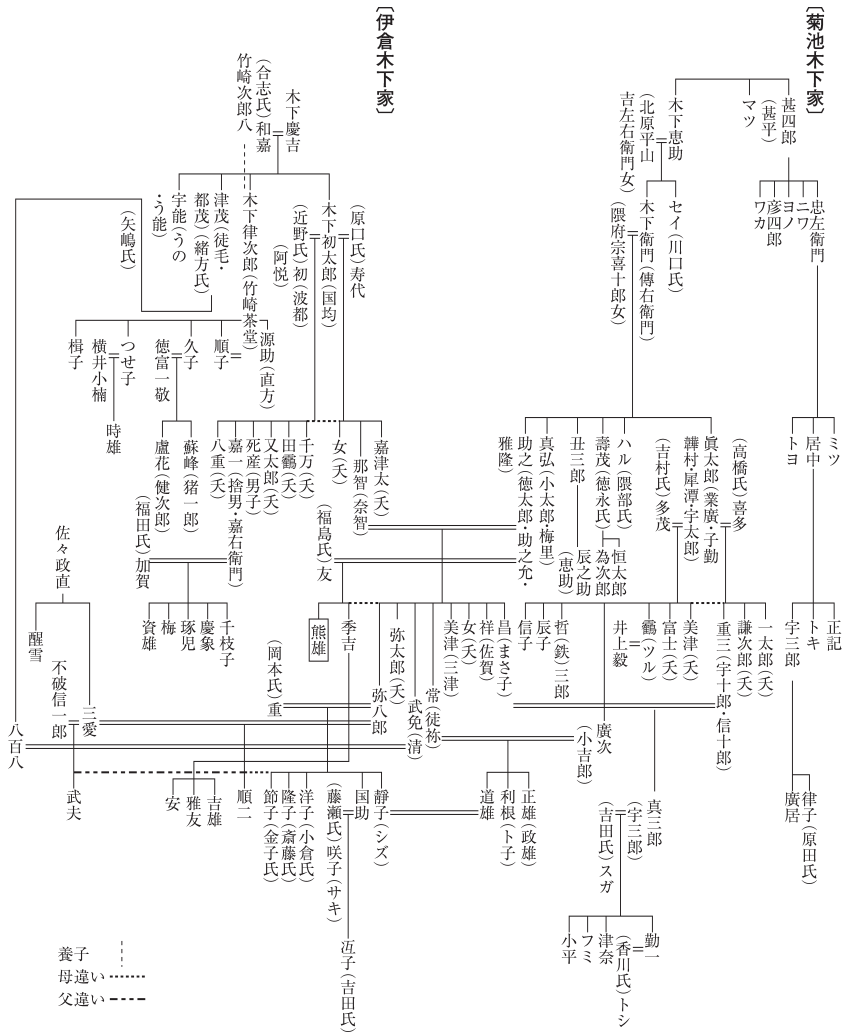 〔菊池木下家〕
甚四郎
(甚平)
マツ
木下恵助
(北原平山
吉左右衛門女)
忠左衛門
ニワ
ヨノ
彦四郎
ワカ
セイ(川口氏)
木下衛門(傳右衛門)
(隈府宗喜十郎女)
ミツ
居中
トヨ
(高橋氏)喜多
眞太郎(業廣・子勤
韡村・犀潭・宇太郎)
(吉村氏)多茂
ハル(隈部氏)
壽茂(徳永氏)
恒太郎
為次郎
丑三郎
辰之助
(恵助)
真弘(小太郎・梅里)
助之(徳太郎・助之允・
雅隆)
正記
トキ
宇三郎
一太郎(夭)
謙次郎(夭)
重三(宇十郎・信十郎)
美津(夭)
富士(夭)
鶴(ツル)
井上毅
哲(鉄)三郎
辰子
信子
律子(原田氏)
廣居
廣次
(小吉郎)
真三郎
(宇三郎)
(吉田氏)スガ
勤一
(香川氏)トシ
津奈
フミ
小平
〔伊倉木下家〕
木下慶吉
(合志氏)和嘉
竹崎次郎八
(原口氏)寿代
木下初太郎(国均)
(近野氏)初(波都)
(阿悦)
木下律次郎(竹崎茶堂)
津茂(徒毛・
都茂)(緒方氏)
宇能(うの
・う能)
(矢嶋氏)
源助(直方)
順子
久子
徳富一敬
つせ子
横井小楠
楫子
時雄
嘉津太(夭)
那智(奈智)
女(夭)
千万(夭)
田鶴(夭)
又太郎(夭)
死産(男子)
嘉一(捨男・嘉右衛門)
八重(夭)
蘇峰(猪一郎)
盧花(健次郎)
(福島氏)友
(福田氏)加賀
昌(まさ子)
祥(佐賀)
女(夭)
美津(三津)
常(徒祢)
武免(清)
弥太郎(夭)
弥八郎
季吉
熊雄
千枝子
慶象
琢児
梅
資雄
佐々政直
醒雪
三愛
不破信一郎
八百八
(岡本氏)重
正雄(政雄)
利根(ト子)
道雄
靜子(シズ)
国助
(藤瀬氏)咲子(サキ)
洋子(小倉氏)
隆子(斎藤氏)
節子(金子氏)
順二
吉雄
雅友
安
武夫
冱子(吉田氏)
養子
母違い
父違い